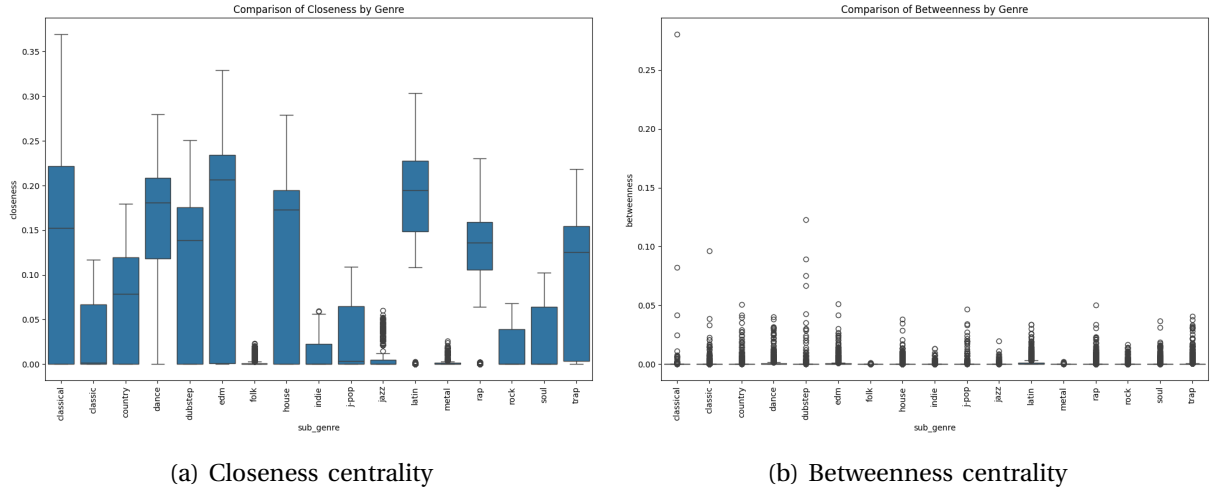 Comparison of Closeness by Genre
0.35
0.30
0.25
0.20
0.15
0.10
0.05
0.00
closeness
classical
classic
country
dance
dubstep
edm
folk
house
indie
j-pop
jazz
latin
metal
rap
rock
soul
trap
sub_genre
(a) Closeness centrality
Comparison of Betweenness by Genre
0.25
0.20
0.15
0.10
0.05
0.00
betweenness
classical
classic
country
dance
dubstep
edm
folk
house
indie
j-pop
jazz
latin
metal
rap
rock
soul
trap
sub_genre
(b) Betweenness centrality